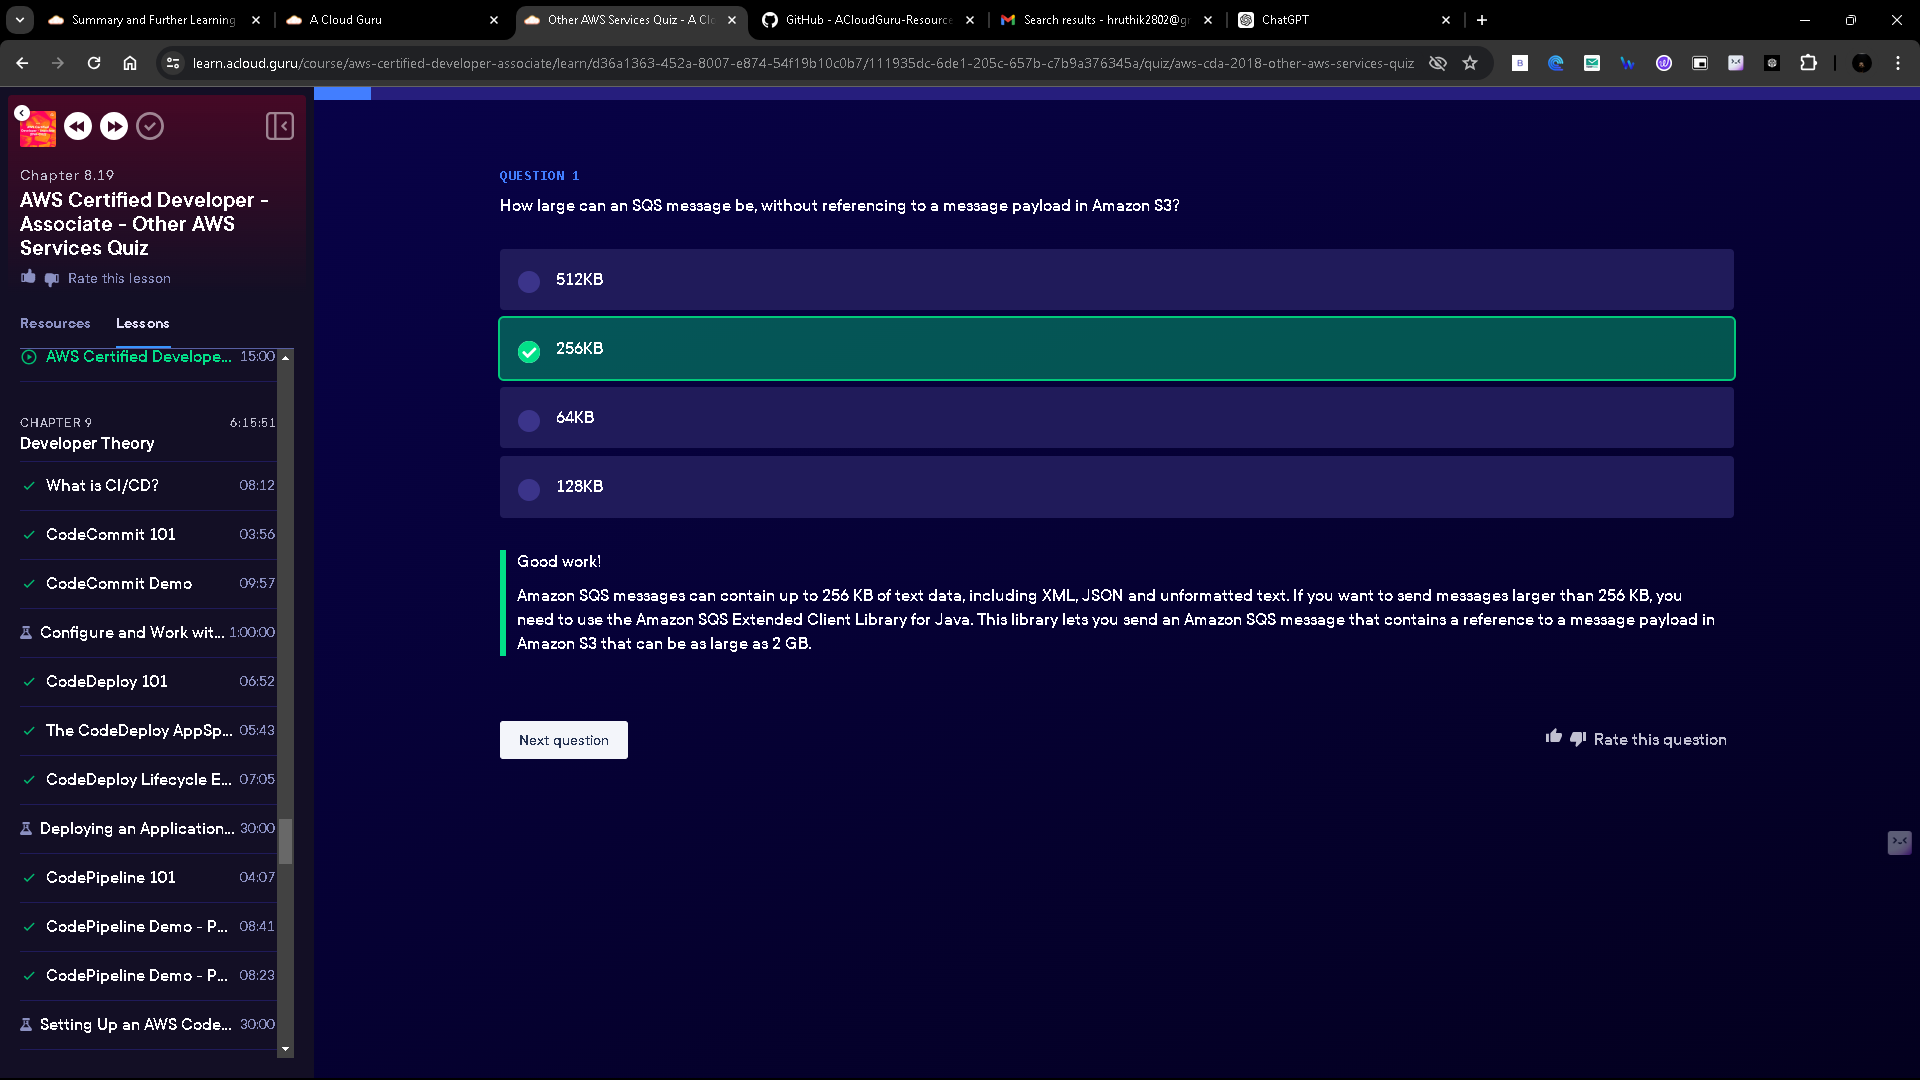 Summary and Further Learning
A Cloud Guru
Other AWS Services Quiz - A Clo
GitHub - ACloudGuru-Resource
Search results - hruthik2802@gr
ChatGPT
learn.acloud.guru/course/aws-certified-developer-associate/learn/d36a1363-452a-8007-e874-54f19b10c0b7/111935dc-6de1-205c-657b-c7b9a376345a/quiz/aws-cda-2018-other-aws-services-quiz
Chapter 8.19
AWS Certified Developer -
Associate - Other AWS
Services Quiz
Rate this lesson
Resources
Lessons
AWS Certified Develope... 15:00
CHAPTER 9 6:15:51
Developer Theory
What is CI/CD? 08:12
CodeCommit 101 03:56
CodeCommit Demo 09:57
Configure and Work wit... 1:00:00
CodeDeploy 101 06:52
The CodeDeploy AppSp... 05:43
CodeDeploy Lifecycle E... 07:05
Deploying an Application... 30:00
CodePipeline 101 04:07
CodePipeline Demo - P... 08:41
CodePipeline Demo - P... 08:23
Setting Up an AWS Code... 30:00
QUESTION 1
How large can an SQS message be, without referencing to a message payload in Amazon S3?
512KB
256KB
64KB
128KB
Good work!
Amazon SQS messages can contain up to 256 KB of text data, including XML, JSON and unformatted text. If you want to send messages larger than 256 KB, you
need to use the Amazon SQS Extended Client Library for Java. This library lets you send an Amazon SQS message that contains a reference to a message payload in
Amazon S3 that can be as large as 2 GB.
Next question
Rate this question